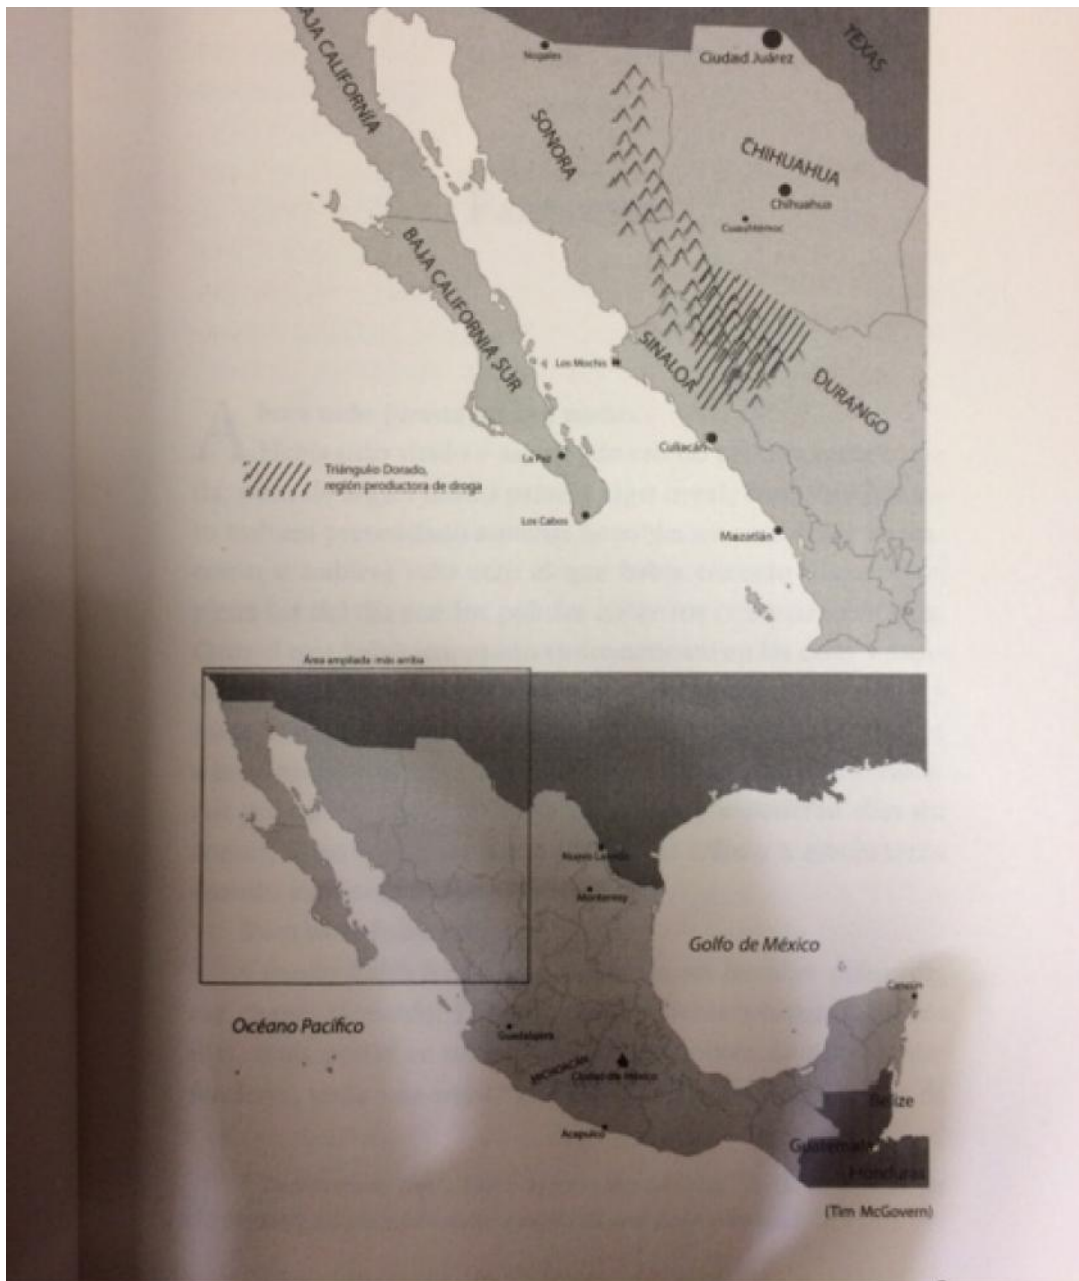 BAJA CALIFORNIA
Nogales
Ciudad Juárez
TEXAS
SONORA
CHIHUAHUA
Chihuahua
Cuauhtémoc
BAJA CALIFORNIA SUR
Los Mochis
SINALOA
DURANGO
Culiacán
La Paz
Triángulo Dorado,
región productora de droga
Los Cabos
Mazatlán
Área ampliada más arriba
Nuevo Laredo
Monterrey
Golfo de México
Cancún
Océano Pacífico
Guadalajara
MICHOACÁN
Ciudad de México
Belize
Acapulco
Guatemala
Honduras
(Tim McGovern)